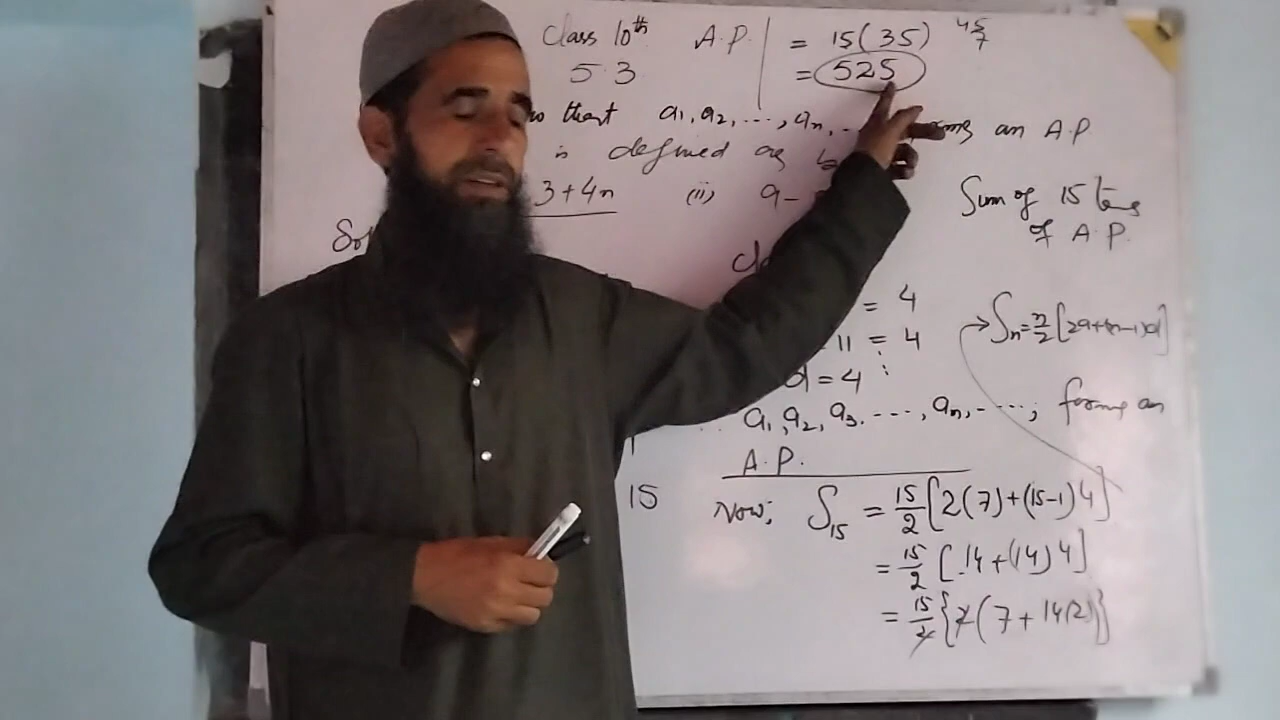 Class 10th A.P.
= 15(35)
5.3
= 525
that a₁, a₂, ..., aₙ, ... an A.P
is defined as
3+4n (ii) a -
Sum of 15
of A.P.
= 4
Sₙ = n/2 [2a+(n-1)d]
11 = 4
d = 4
a₁, a₂, a₃. ----, aₙ, - ---; forms an
A.P.
15 Now; S₁₅ = 15/2 [2(7)+(15-1)4]
= 15/2 [14+(14)4]
= 15/2 {2(7+14(2)}